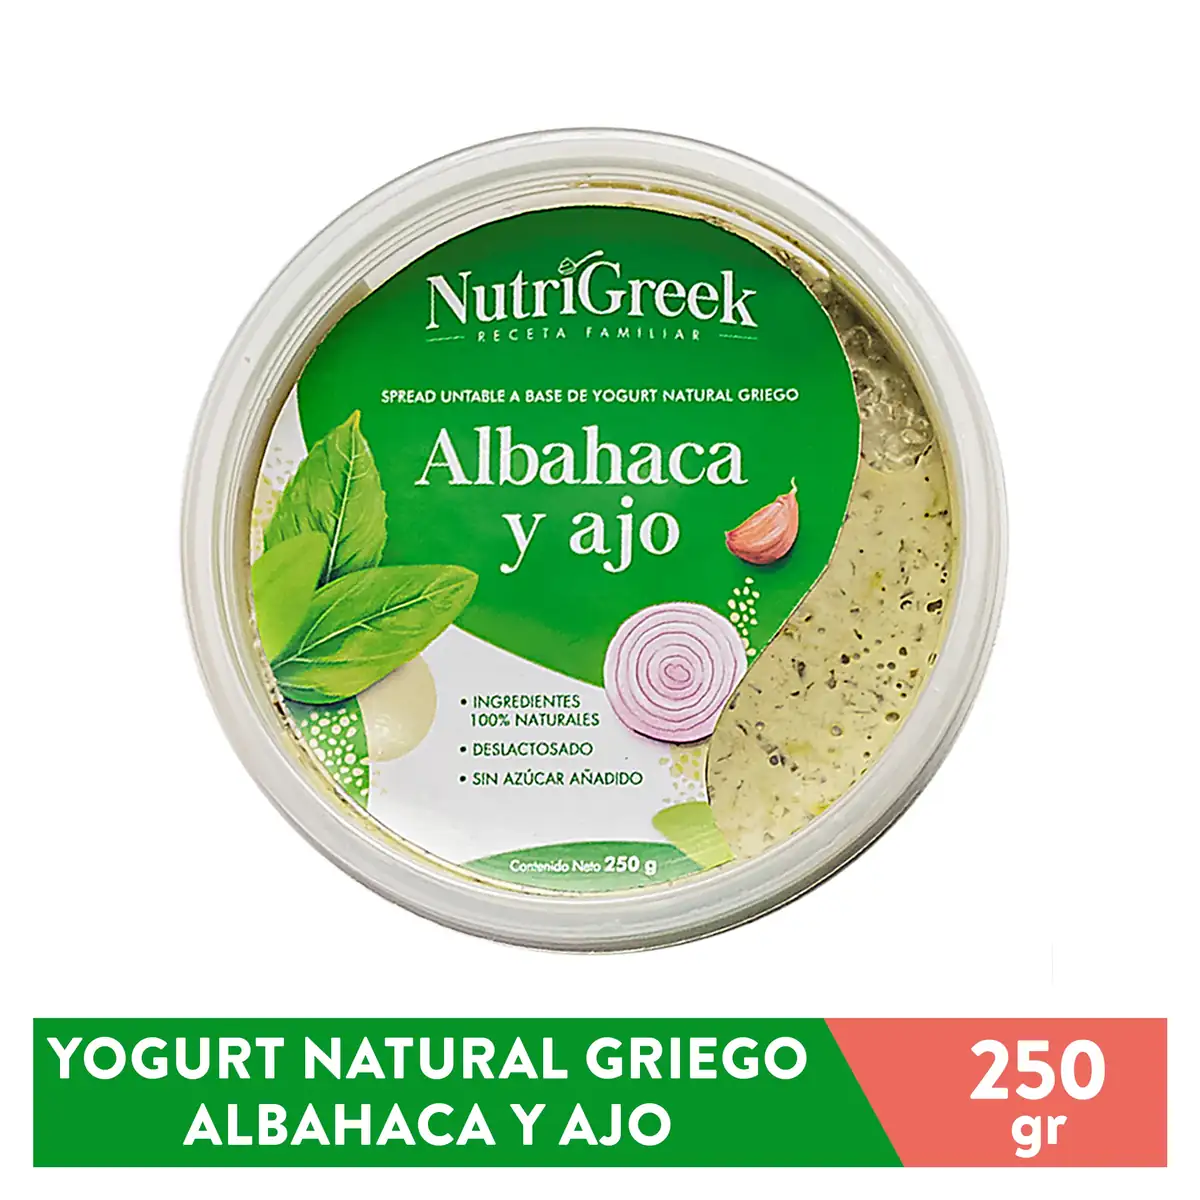 NutriGreek
RECETA FAMILIAR
SPREAD UNTABLE A BASE DE YOGURT NATURAL GRIEGO
Albahaca
y ajo
• INGREDIENTES
100% NATURALES
• DESLACTOSADO
• SIN AZÚCAR AÑADIDO
Contenido Neto 250 g
YOGURT NATURAL GRIEGO
ALBAHACA Y AJO
250
gr